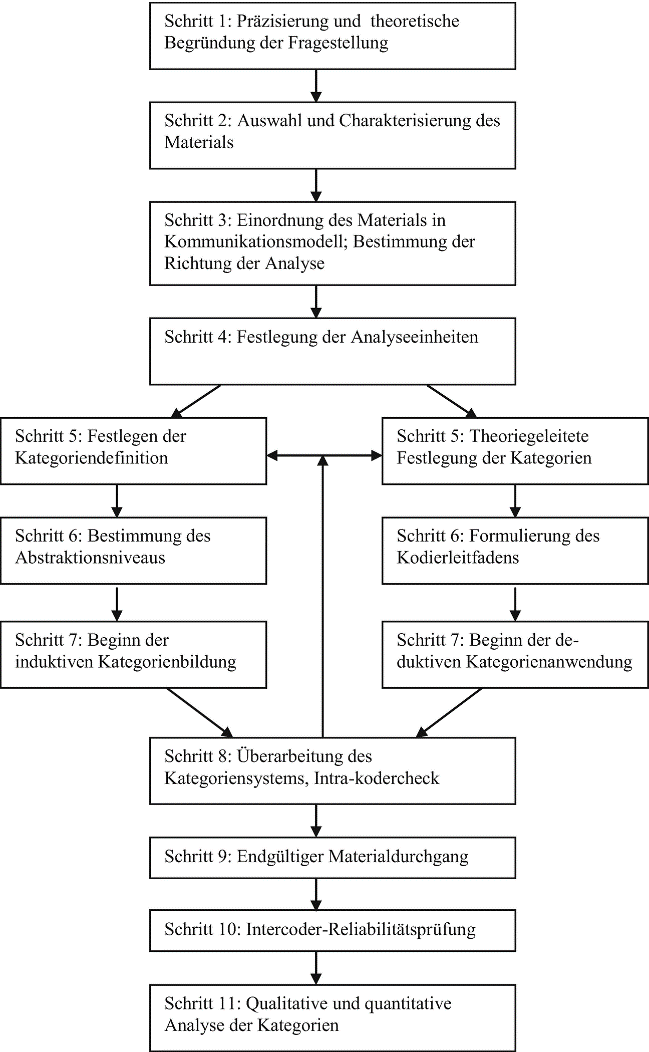 Schritt 1: Präzisierung und theoretische
Begründung der Fragestellung
Schritt 2: Auswahl und Charakterisierung des
Materials
Schritt 3: Einordnung des Materials in
Kommunikationsmodell; Bestimmung der
Richtung der Analyse
Schritt 4: Festlegung der Analyseeinheiten
Schritt 5: Festlegen der
Kategoriendefinition
Schritt 6: Bestimmung des
Abstraktionsniveaus
Schritt 7: Beginn der
induktiven Kategorienbildung
Schritt 5: Theoriegeleitete
Festlegung der Kategorien
Schritt 6: Formulierung des
Kodierleitfadens
Schritt 7: Beginn der de-
duktiven Kategorienanwendung
Schritt 8: Überarbeitung des
Kategoriensystems, Intra-kodercheck
Schritt 9: Endgültiger Materialdurchgang
Schritt 10: Intercoder-Reliabilitätsprüfung
Schritt 11: Qualitative und quantitative
Analyse der Kategorien